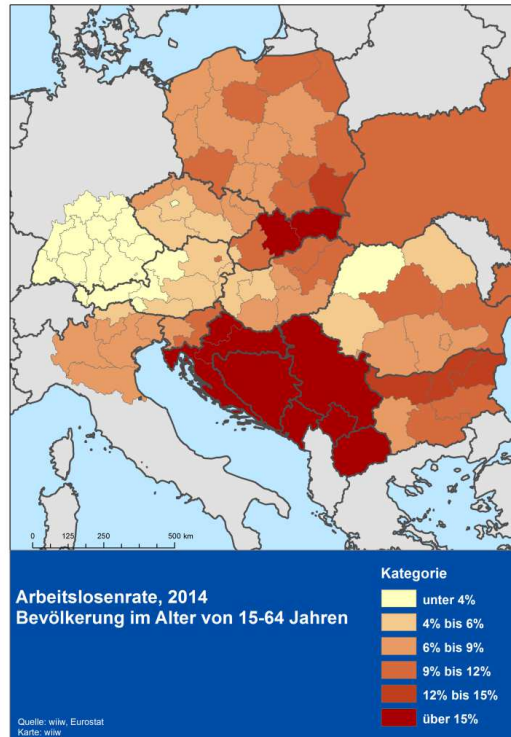 0 125 250 500 km
Arbeitslosenrate, 2014
Bevölkerung im Alter von 15-64 Jahren
Kategorie
unter 4%
4% bis 6%
6% bis 9%
9% bis 12%
12% bis 15%
über 15%
Quelle: wiiw, Eurostat
Karte: wiiw